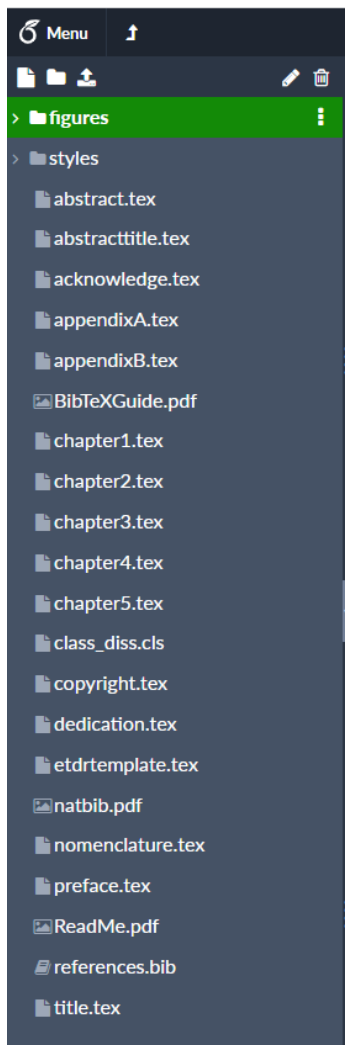 Menu
figures
styles
abstract.tex
abstracttitle.tex
acknowledge.tex
appendixA.tex
appendixB.tex
BibTeXGuide.pdf
chapter1.tex
chapter2.tex
chapter3.tex
chapter4.tex
chapter5.tex
class_diss.cls
copyright.tex
dedication.tex
etdrtemplate.tex
natbib.pdf
nomenclature.tex
preface.tex
ReadMe.pdf
references.bib
title.tex